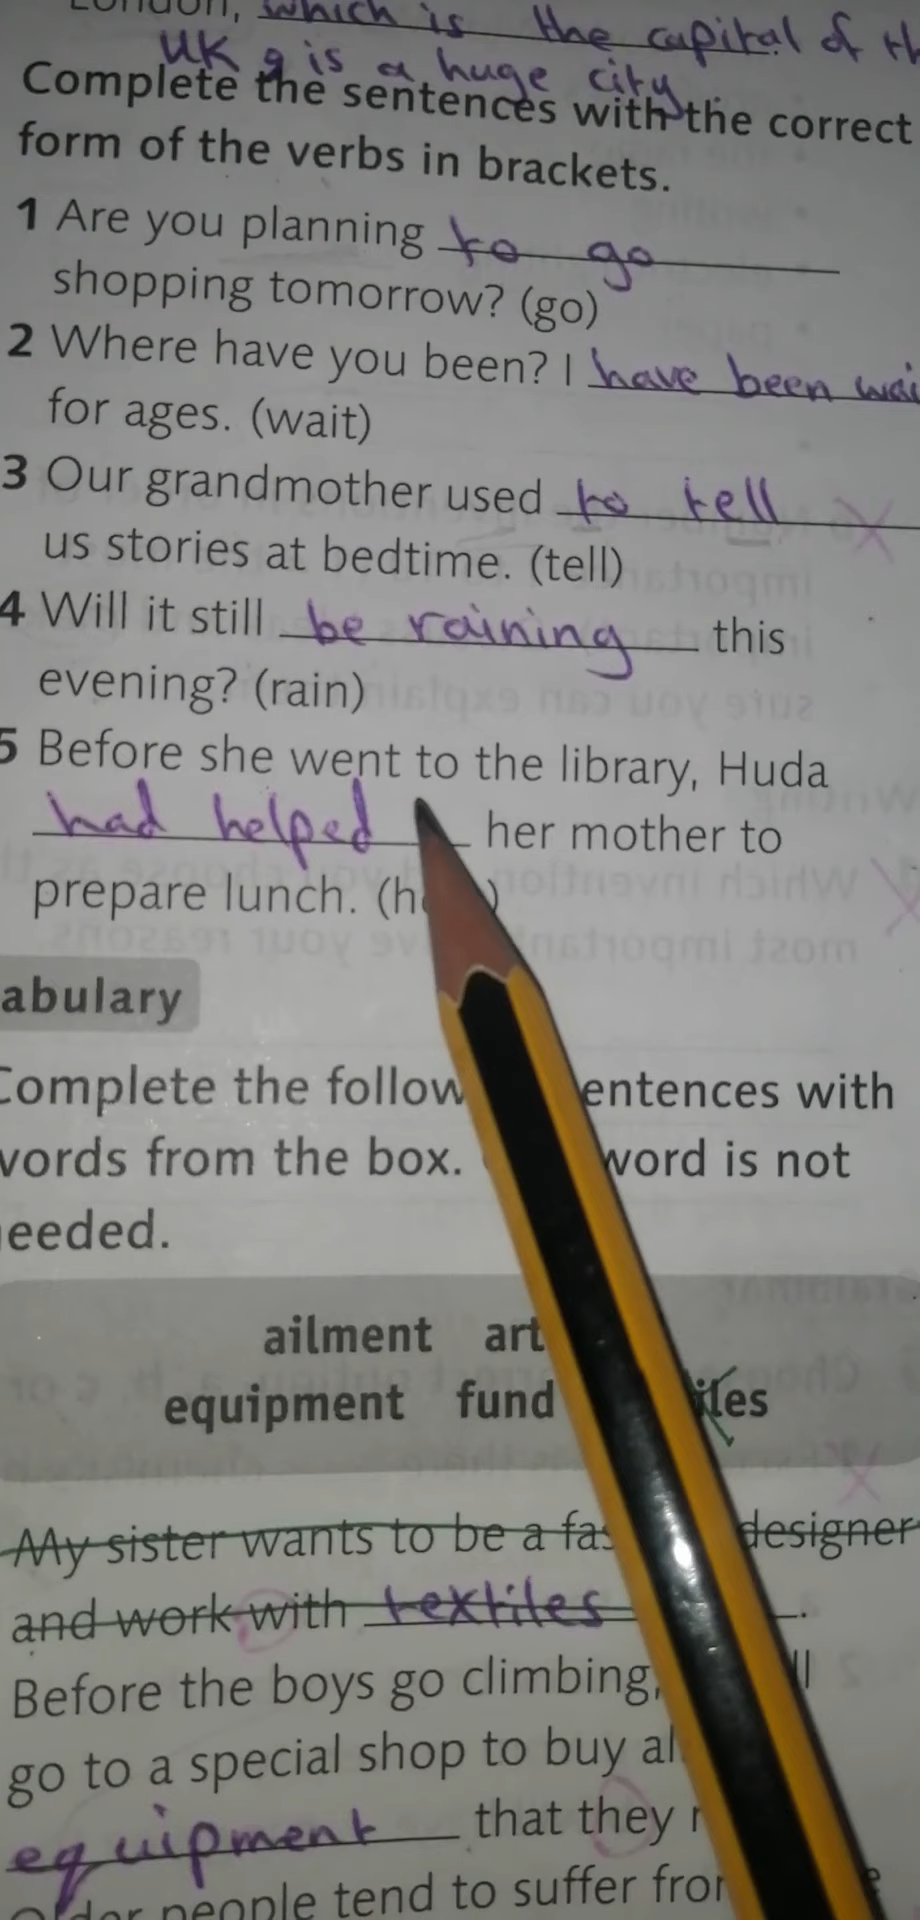 which is the capital of
UK is a huge city
Complete the sentences with the correct
form of the verbs in brackets.
1 Are you planning to go
shopping tomorrow? (go)
2 Where have you been? I have been
for ages. (wait)
3 Our grandmother used to tell
us stories at bedtime. (tell)
4 Will it still be raining this
evening? (rain)
5 Before she went to the library, Huda
had helped her mother to
prepare lunch.
abulary
Complete the follow entences with
words from the box. word is not
eeded.
ailment art
equipment fund iles
My sister wants to be a fas designer
and work with textiles.
Before the boys go climbing,
go to a special shop to buy al
equipment that they
people tend to suffer from